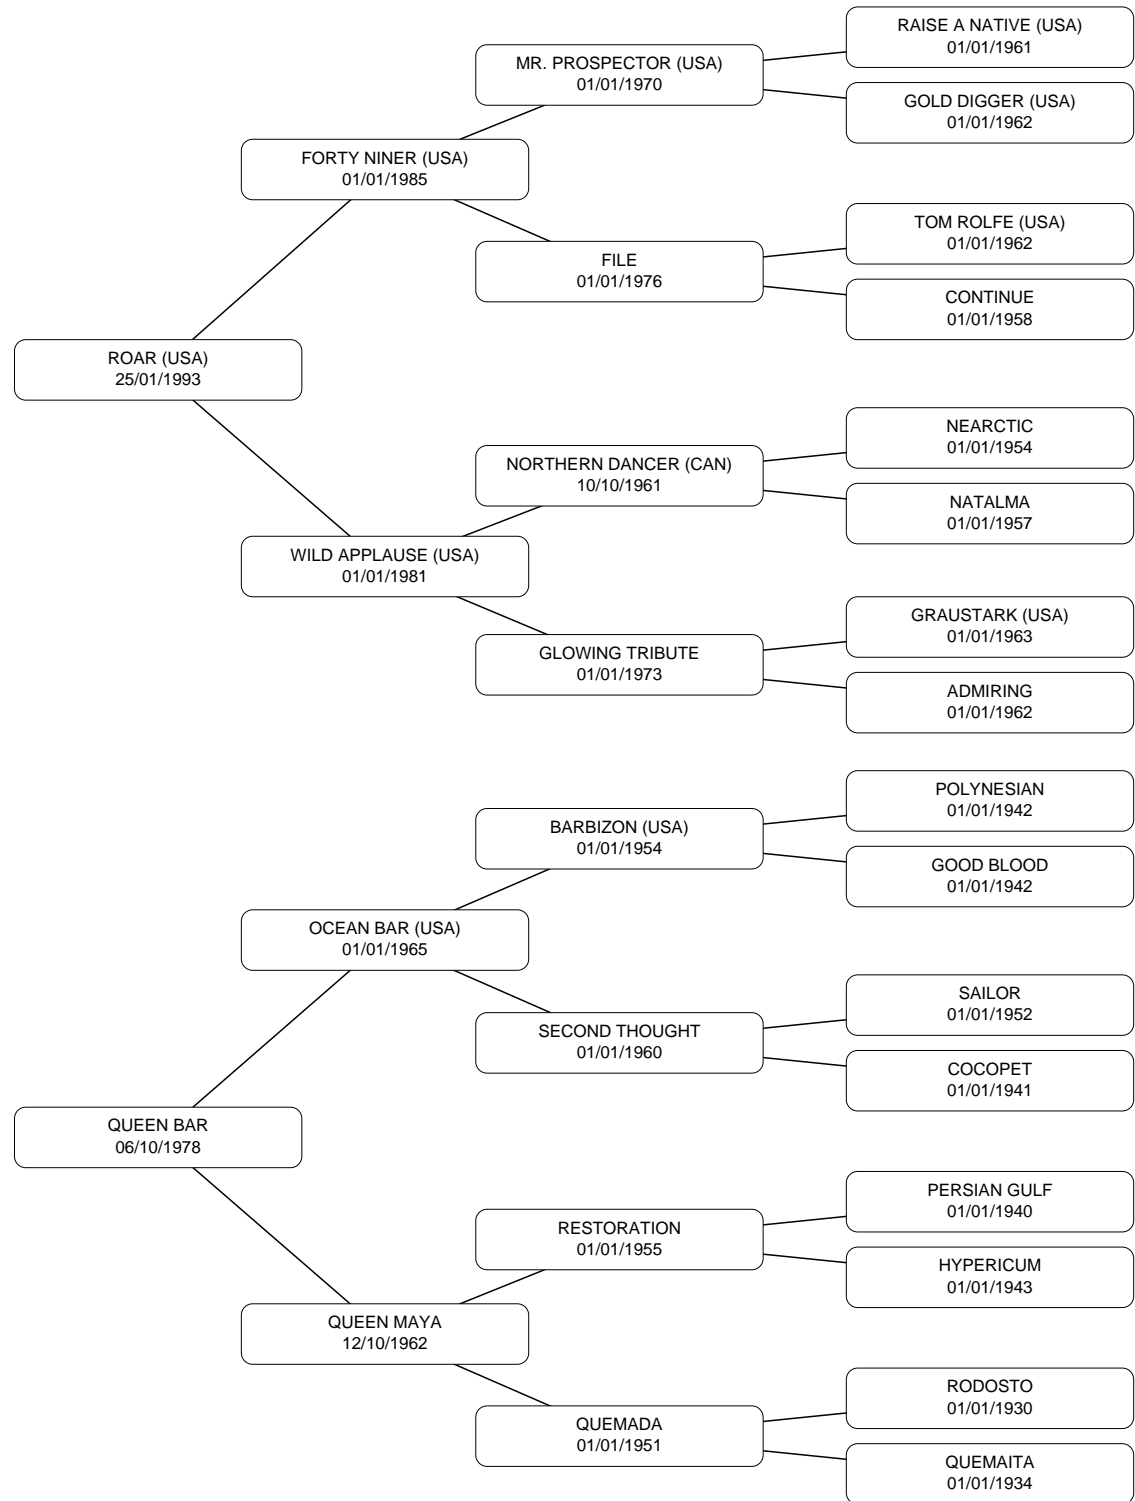 RAISE A NATIVE (USA)
01/01/1961
MR. PROSPECTOR (USA)
01/01/1970
GOLD DIGGER (USA)
01/01/1962
FORTY NINER (USA)
01/01/1985
TOM ROLFE (USA)
01/01/1962
FILE
01/01/1976
CONTINUE
01/01/1958
ROAR (USA)
25/01/1993
NEARCTIC
01/01/1954
NORTHERN DANCER (CAN)
10/10/1961
NATALMA
01/01/1957
WILD APPLAUSE (USA)
01/01/1981
GRAUSTARK (USA)
01/01/1963
GLOWING TRIBUTE
01/01/1973
ADMIRING
01/01/1962
POLYNESIAN
01/01/1942
BARBIZON (USA)
01/01/1954
GOOD BLOOD
01/01/1942
OCEAN BAR (USA)
01/01/1965
SAILOR
01/01/1952
SECOND THOUGHT
01/01/1960
COCOPET
01/01/1941
QUEEN BAR
06/10/1978
PERSIAN GULF
01/01/1940
RESTORATION
01/01/1955
HYPERICUM
01/01/1943
QUEEN MAYA
12/10/1962
RODOSTO
01/01/1930
QUEMADA
01/01/1951
QUEMAITA
01/01/1934